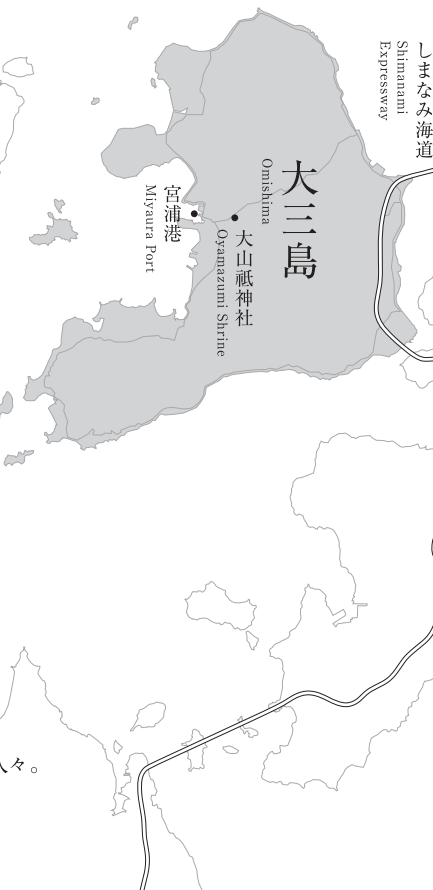 しまなみ海道
Shimanami
Expressway
大三島
Omishima
大山祗神社
Oyamazumi Shrine
宮浦港
Miyaura Port
人々。